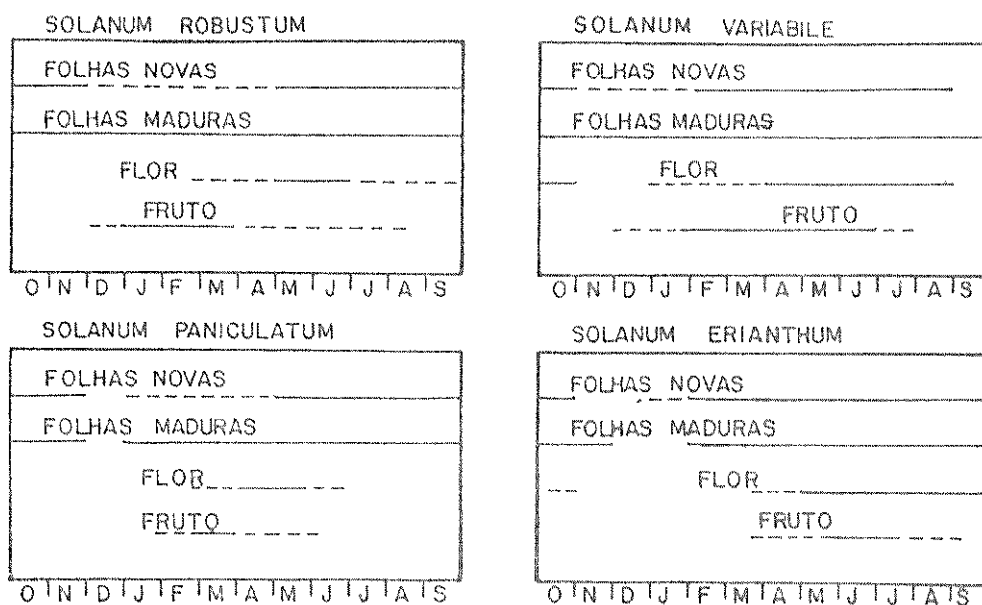 SOLANUM ROBUSTUM
FOLHAS NOVAS
FOLHAS MADURAS
FLOR
FRUTO
O N D J F M A M J J A S
SOLANUM VARIABILE
FOLHAS NOVAS
FOLHAS MADURAS
FLOR
FRUTO
O N D J F M A M J J A S
SOLANUM PANICULATUM
FOLHAS NOVAS
FOLHAS MADURAS
FLOR
FRUTO
O N D J F M A M J J A S
SOLANUM ERIANTHUM
FOLHAS NOVAS
FOLHAS MADURAS
FLOR
FRUTO
O N D J F M A M J J A S